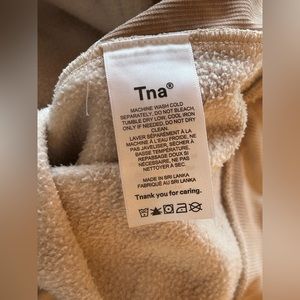 Tna®
MACHINE WASH COLD
SEPARATELY, DO NOT BLEACH,
TUMBLE DRY LOW, COOL IRON
ONLY IF NEEDED, DO NOT DRY
CLEAN.
LAVER SÉPARÉMENT À LA
MACHINE À L'EAU FROIDE, NE
PAS JAVELLISER, SÉCHER À
BASSE TEMPÉRATURE,
REPASSAGE DOUX SI
NÉCESSAIRE, NE PAS
NETTOYER À SEC.
MADE IN SRI LANKA
FABRIQUÉ AU SRI LANKA
Thank you for caring.